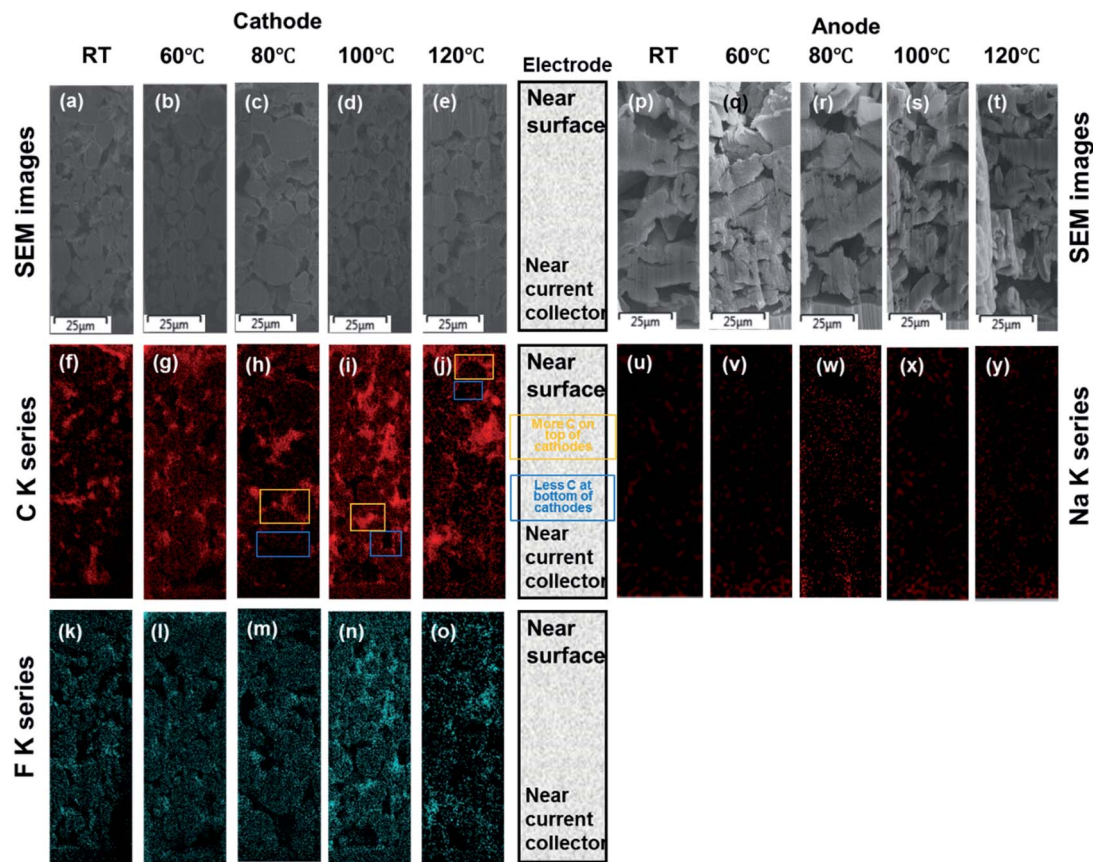 Cathode
Anode
RT
60℃
80℃
100℃
120℃
Electrode
RT
60℃
80℃
100℃
120℃
SEM images
(a)
(b)
(c)
(d)
(e)
Near
surface
Near
current
collector
(p)
(q)
(r)
(s)
(t)
SEM images
25μm
25μm
25μm
25μm
25μm
25μm
25μm
25μm
25μm
25μm
C K series
(f)
(g)
(h)
(i)
(j)
Near
surface
More C on
top of
cathodes
Less C at
bottom of
cathodes
Near
current
collector
(u)
(v)
(w)
(x)
(y)
Na K series
F K series
(k)
(l)
(m)
(n)
(o)
Near
surface
Near
current
collector